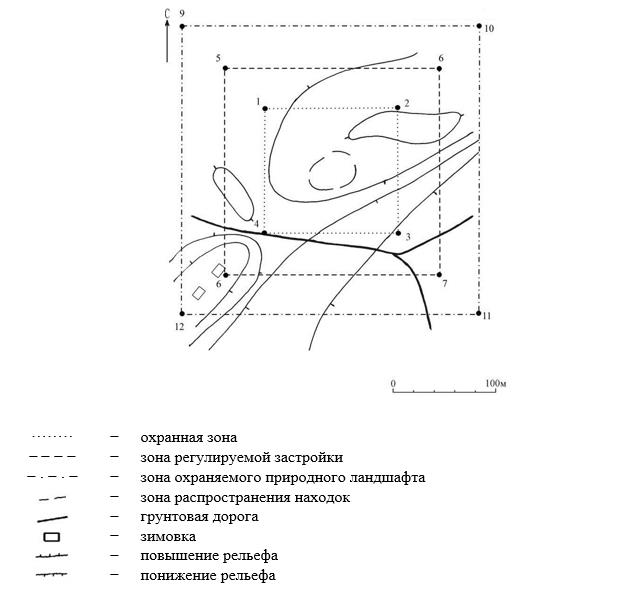 С
9
10
5
6
1
2
4
3
6
7
12
11
0 100м
– охранная зона
– зона регулируемой застройки
– зона охраняемого природного ландшафта
– зона распространения находок
– грунтовая дорога
– зимовка
– повышение рельефа
– понижение рельефа